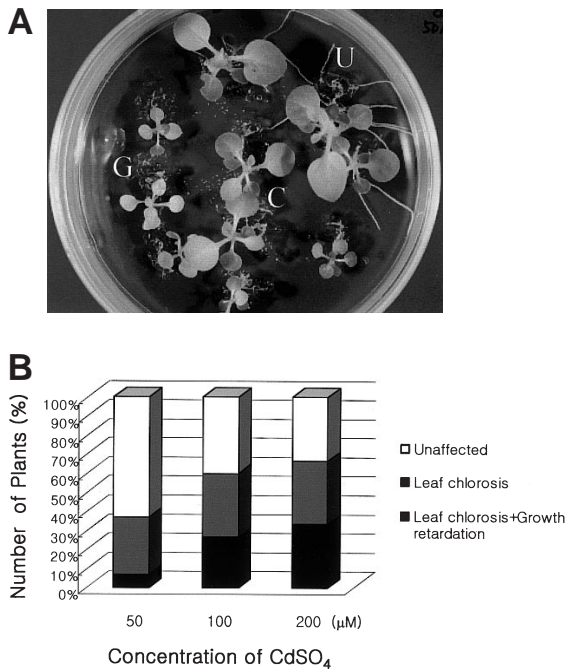 A
U
G
C
B
Number of Plants (%)
100%
90%
80%
70%
60%
50%
40%
30%
20%
10%
0%
50 100 200 (μM)
Concentration of CdSO₄
Unaffected
Leaf chlorosis
Leaf chlorosis+Growth
retardation